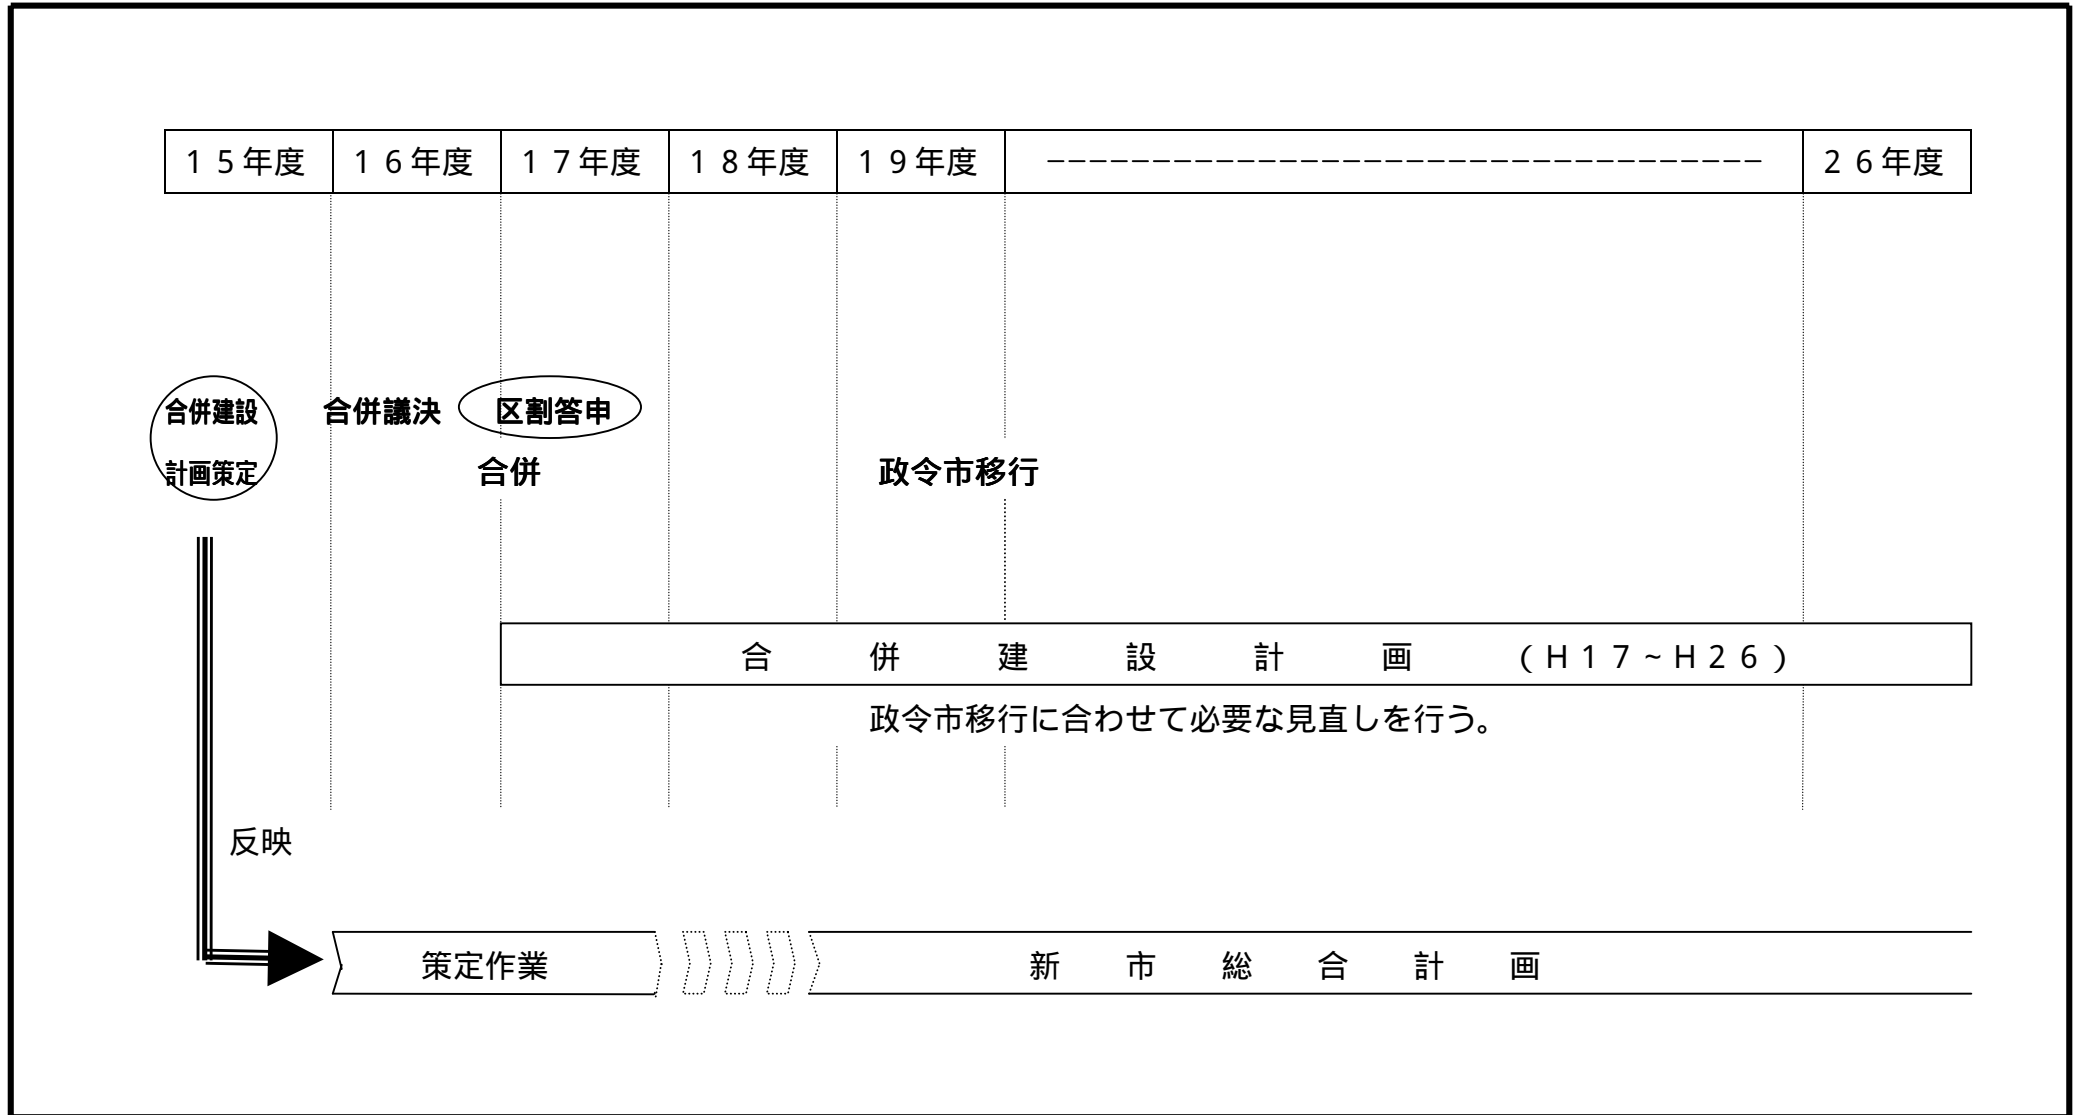 １５年度 １６年度 １７年度 １８年度 １９年度 ---------------------------------- ２６年度
合併建設 合併議決 区割答申
計画策定 合併 政令市移行
合併建設計画 （Ｈ１７~Ｈ２６）
政令市移行に合わせて必要な見直しを行う。
反映
策定作業 新市総合計画